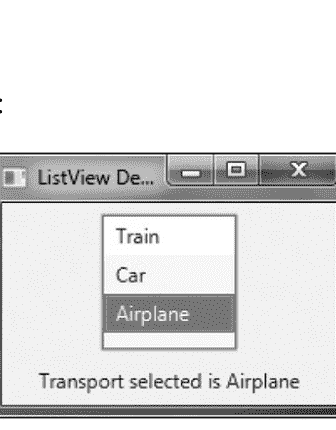 :
ListView De...
Train
Car
Airplane
Transport selected is Airplane